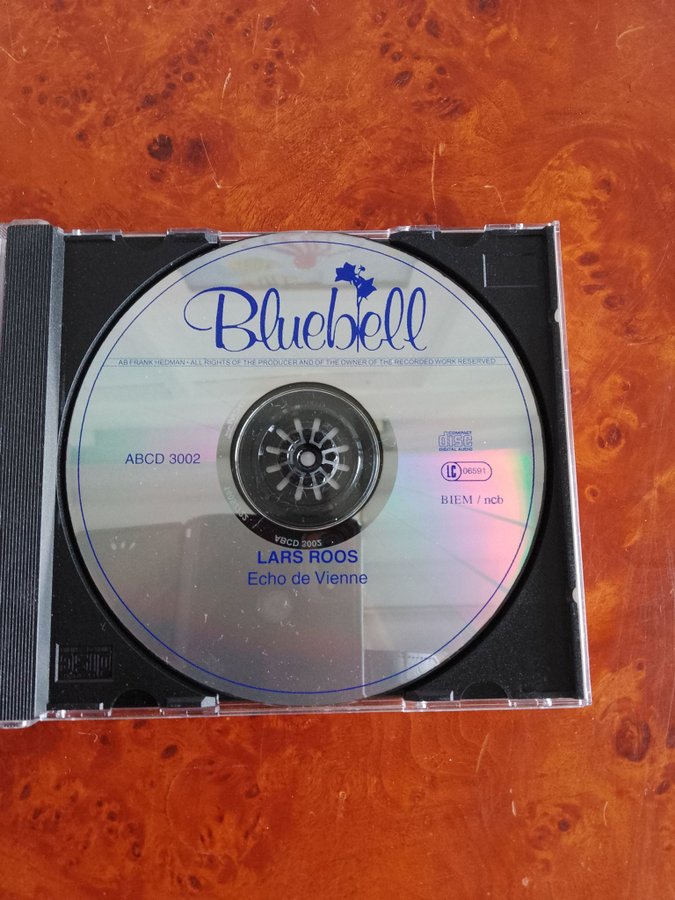 Bluebell
AB FRANK HEDMAN • ALL RIGHTS OF THE PRODUCER AND OF THE OWNER OF THE RECORDED WORK RESERVED
ABCD 3002
COMPACT
disc
DIGITAL AUDIO
LC 06591
BIEM / ncb
ABCD 3002
LARS ROOS
Echo de Vienne